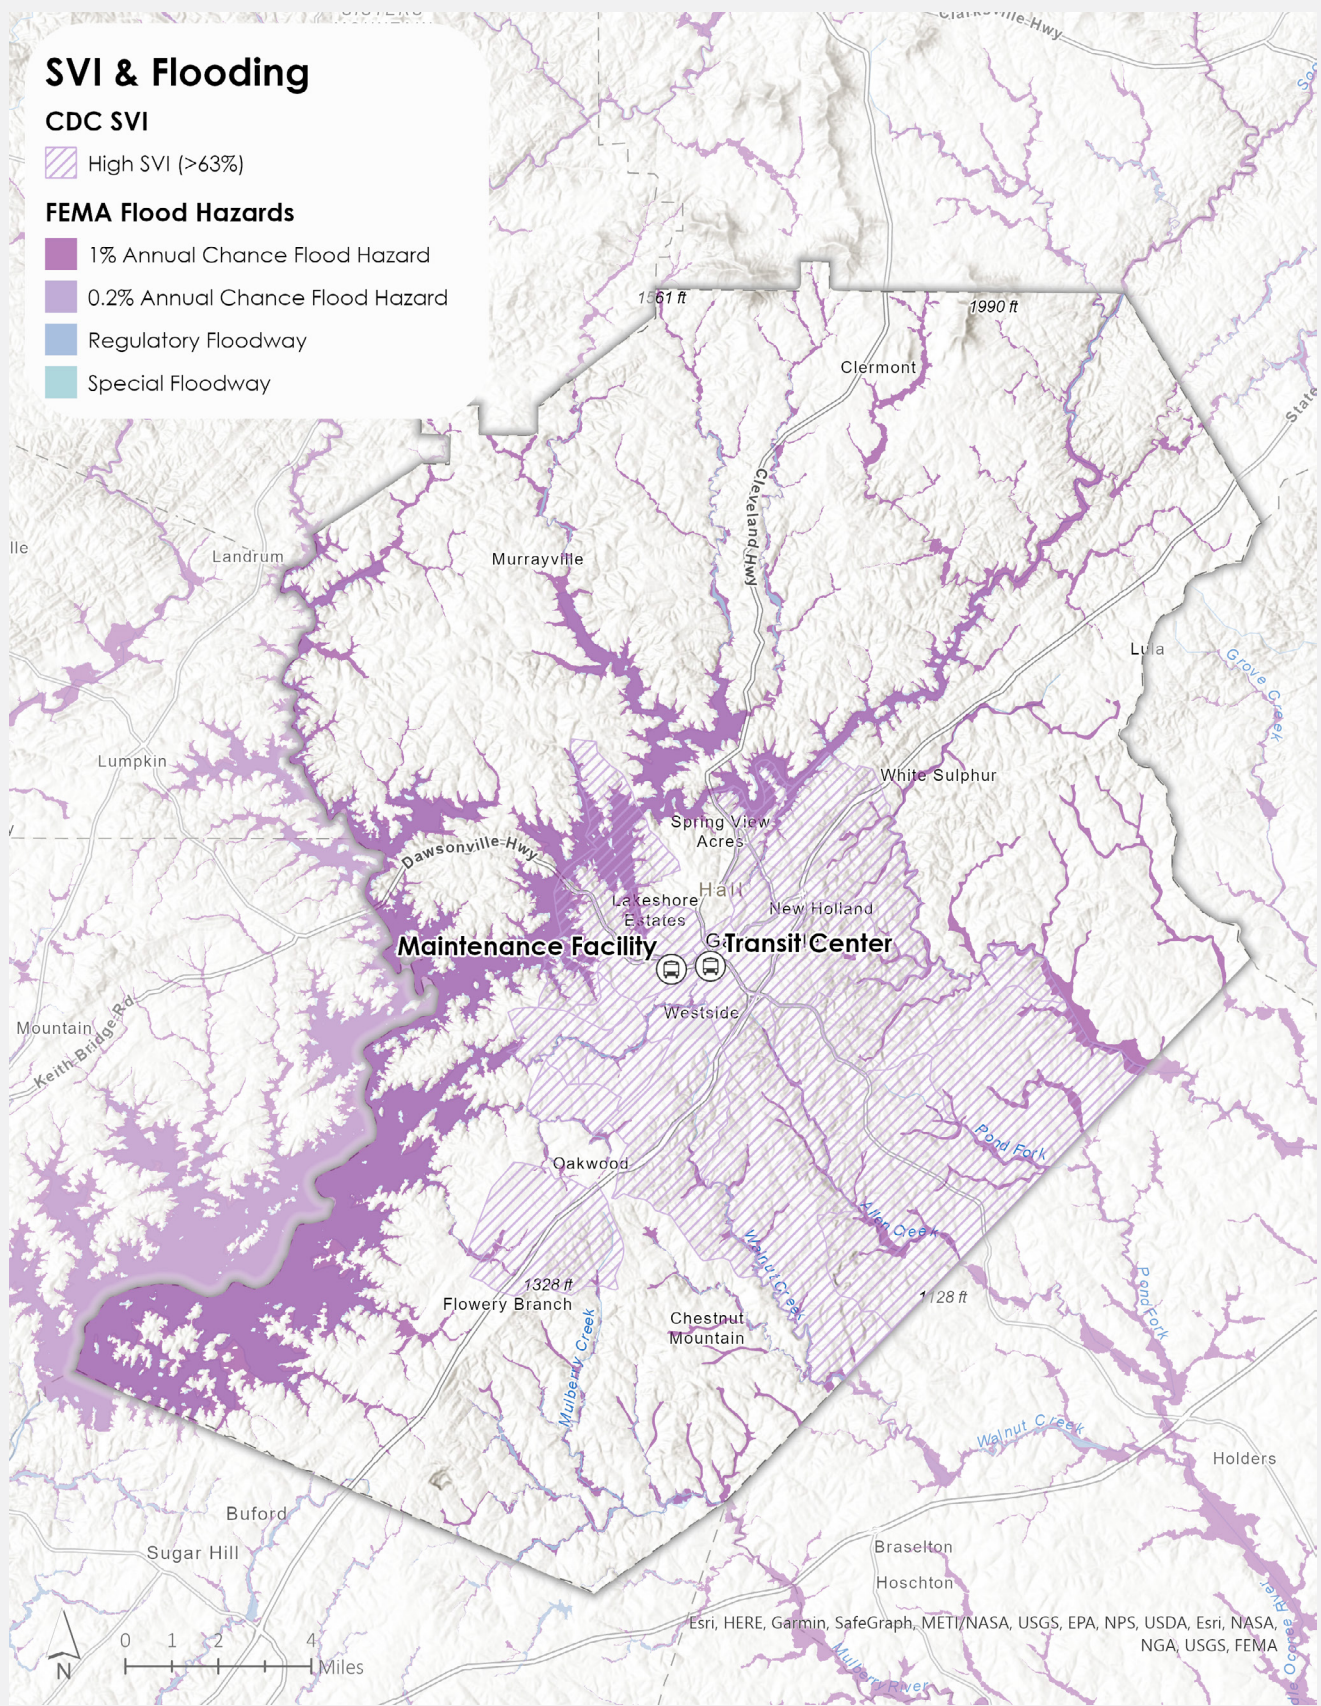 Clarksville Hwy
SVI & Flooding
CDC SVI
High SVI (>63%)
FEMA Flood Hazards
1% Annual Chance Flood Hazard
0.2% Annual Chance Flood Hazard
Regulatory Floodway
Special Floodway
1561 ft
1990 ft
Clermont
State
Cleveland Hwy
lle
Landrum
Murrayville
Lula
Grove Creek
Lumpkin
White Sulphur
Spring View
Acres
Dawsonville Hwy
Hall
Lakeshore
Estates
New Holland
Maintenance Facility
Transit Center
Westside
Mountain
Keith Bridge Rd
Pond Fork
Oakwood
Allen Creek
Walnut Creek
1328 ft
Flowery Branch
1128 ft
Pond Fork
Chestnut
Mountain
Mulberry Creek
Walnut Creek
Holders
Buford
Sugar Hill
Braselton
Hoschton
Esri, HERE, Garmin, SafeGraph, METI/NASA, USGS, EPA, NPS, USDA, Esri, NASA,
NGA, USGS, FEMA
N
0 1 2 4
Miles
Mulberry River
le Oconee River